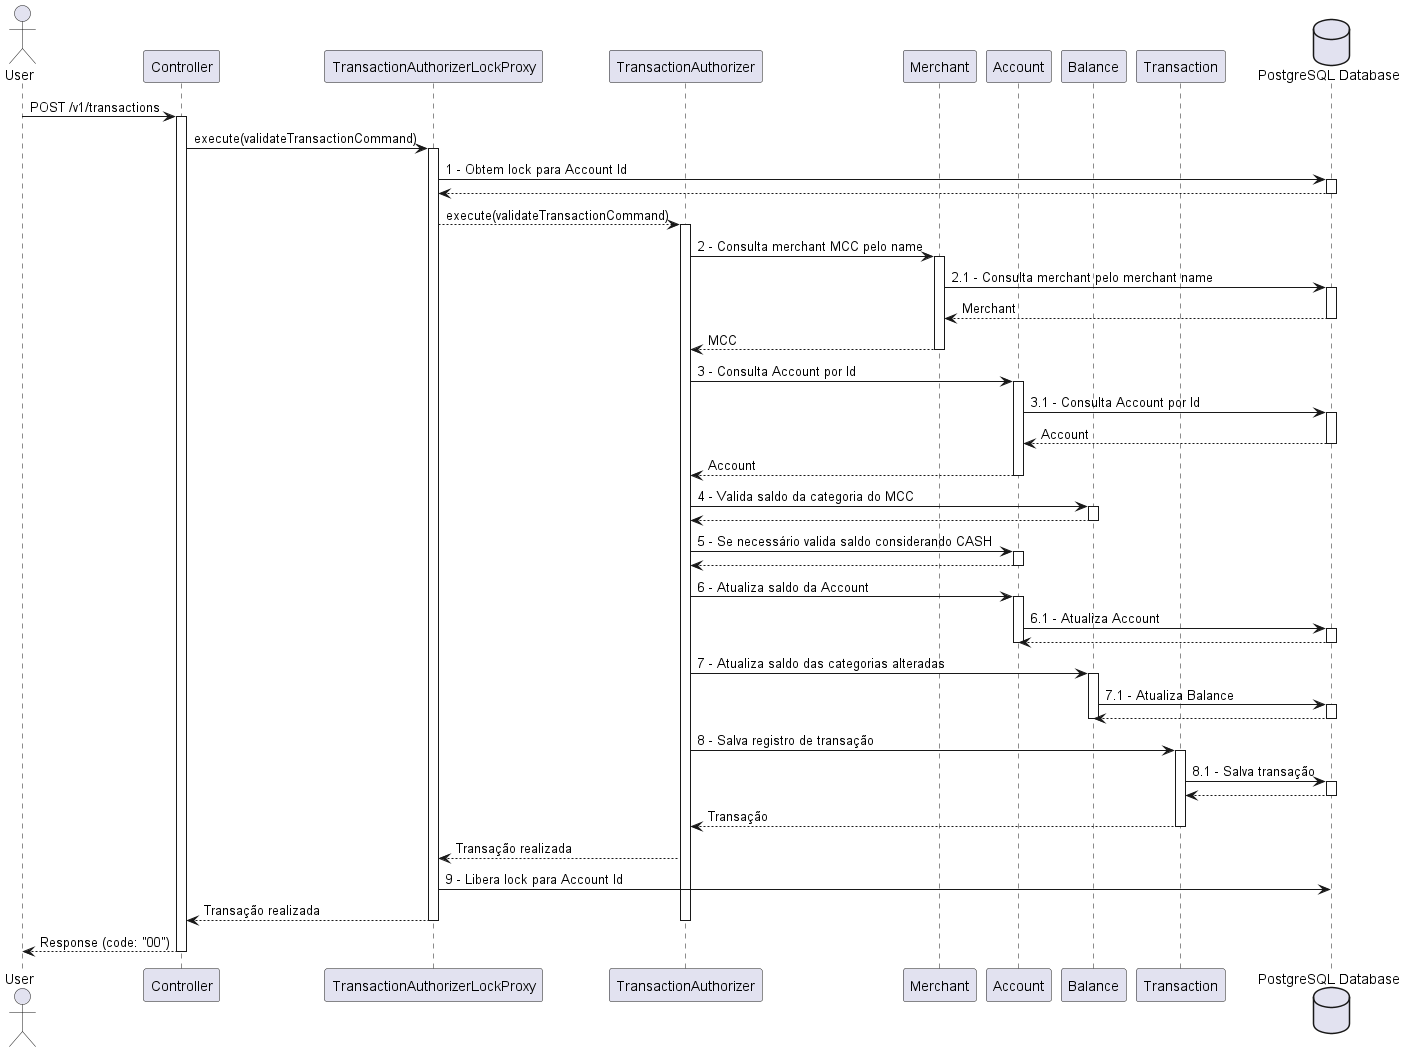 User
Controller
TransactionAuthorizerLockProxy
TransactionAuthorizer
Merchant
Account
Balance
Transaction
PostgreSQL Database
POST /v1/transactions
execute(validateTransactionCommand)
1 - Obtem lock para Account Id
execute(validateTransactionCommand)
2 - Consulta merchant MCC pelo name
2.1 - Consulta merchant pelo merchant name
Merchant
MCC
3 - Consulta Account por Id
3.1 - Consulta Account por Id
Account
Account
4 - Valida saldo da categoria do MCC
5 - Se necessário valida saldo considerando CASH
6 - Atualiza saldo da Account
6.1 - Atualiza Account
7 - Atualiza saldo das categorias alteradas
7.1 - Atualiza Balance
8 - Salva registro de transação
8.1 - Salva transação
Transação
Transação realizada
9 - Libera lock para Account Id
Transação realizada
Response (code: "00")
User
Controller
TransactionAuthorizerLockProxy
TransactionAuthorizer
Merchant
Account
Balance
Transaction
PostgreSQL Database